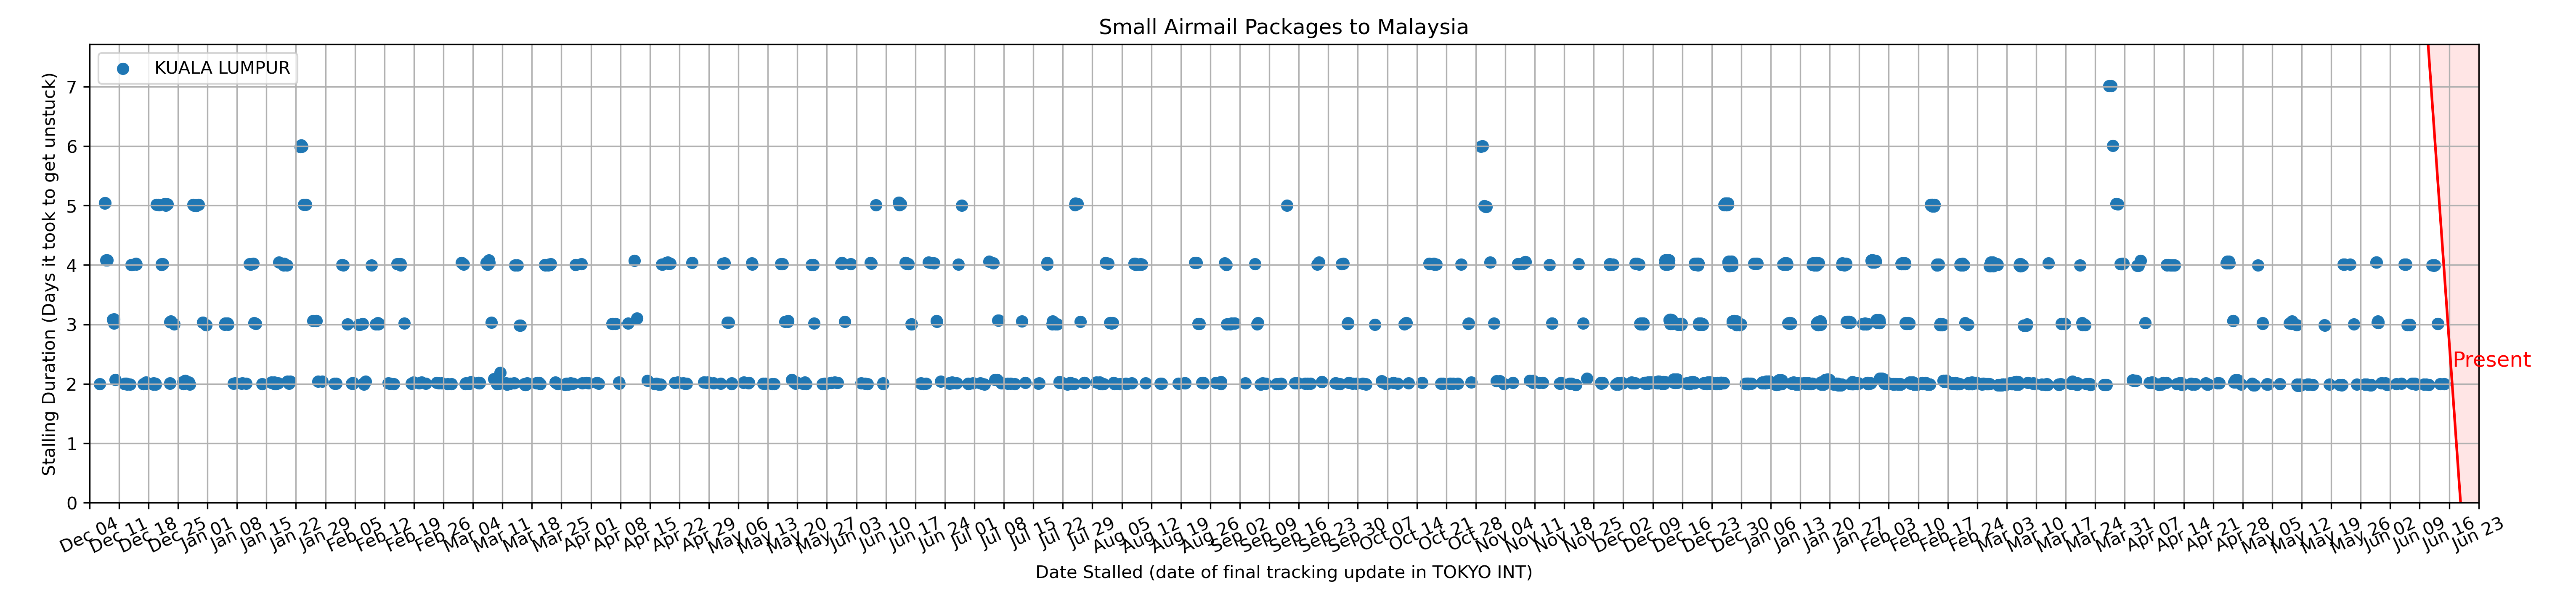 Small Airmail Packages to Malaysia
KUALA LUMPUR
Stalling Duration (Days it took to get unstuck)
7
6
5
4
3
2
1
0
Present
Dec 04
Dec 11
Dec 18
Dec 25
Jan 01
Jan 08
Jan 15
Jan 22
Jan 29
Feb 05
Feb 12
Feb 19
Feb 26
Mar 04
Mar 11
Mar 18
Mar 25
Apr 01
Apr 08
Apr 15
Apr 22
Apr 29
May 06
May 13
May 20
May 27
Jun 03
Jun 10
Jun 17
Jun 24
Jul 01
Jul 08
Jul 15
Jul 22
Jul 29
Aug 05
Aug 12
Aug 19
Aug 26
Sep 02
Sep 09
Sep 16
Sep 23
Sep 30
Oct 07
Oct 14
Oct 21
Oct 28
Nov 04
Nov 11
Nov 18
Nov 25
Dec 02
Dec 09
Dec 16
Dec 23
Dec 30
Jan 06
Jan 13
Jan 20
Jan 27
Feb 03
Feb 10
Feb 17
Feb 24
Mar 03
Mar 10
Mar 17
Mar 24
Mar 31
Apr 07
Apr 14
Apr 21
Apr 28
May 05
May 12
May 19
May 26
Jun 02
Jun 09
Jun 16
Jun 23
Date Stalled (date of final tracking update in TOKYO INT)